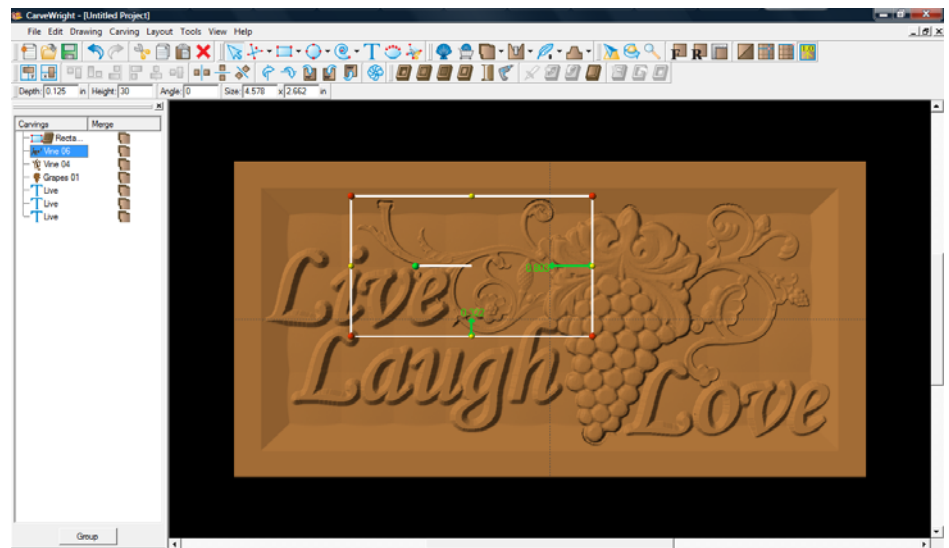 CarveWright - [Untitled Project]
File Edit Drawing Carving Layout Tools View Help
Depth: 0.125 in Height: 30 Angle: 0 Size: 4.578 x 2.662 in
Carvings Merge
Recta...
Vine 06
Vine 04
Grapes 01
Live
Live
Live
Live
Laugh
Love
Group